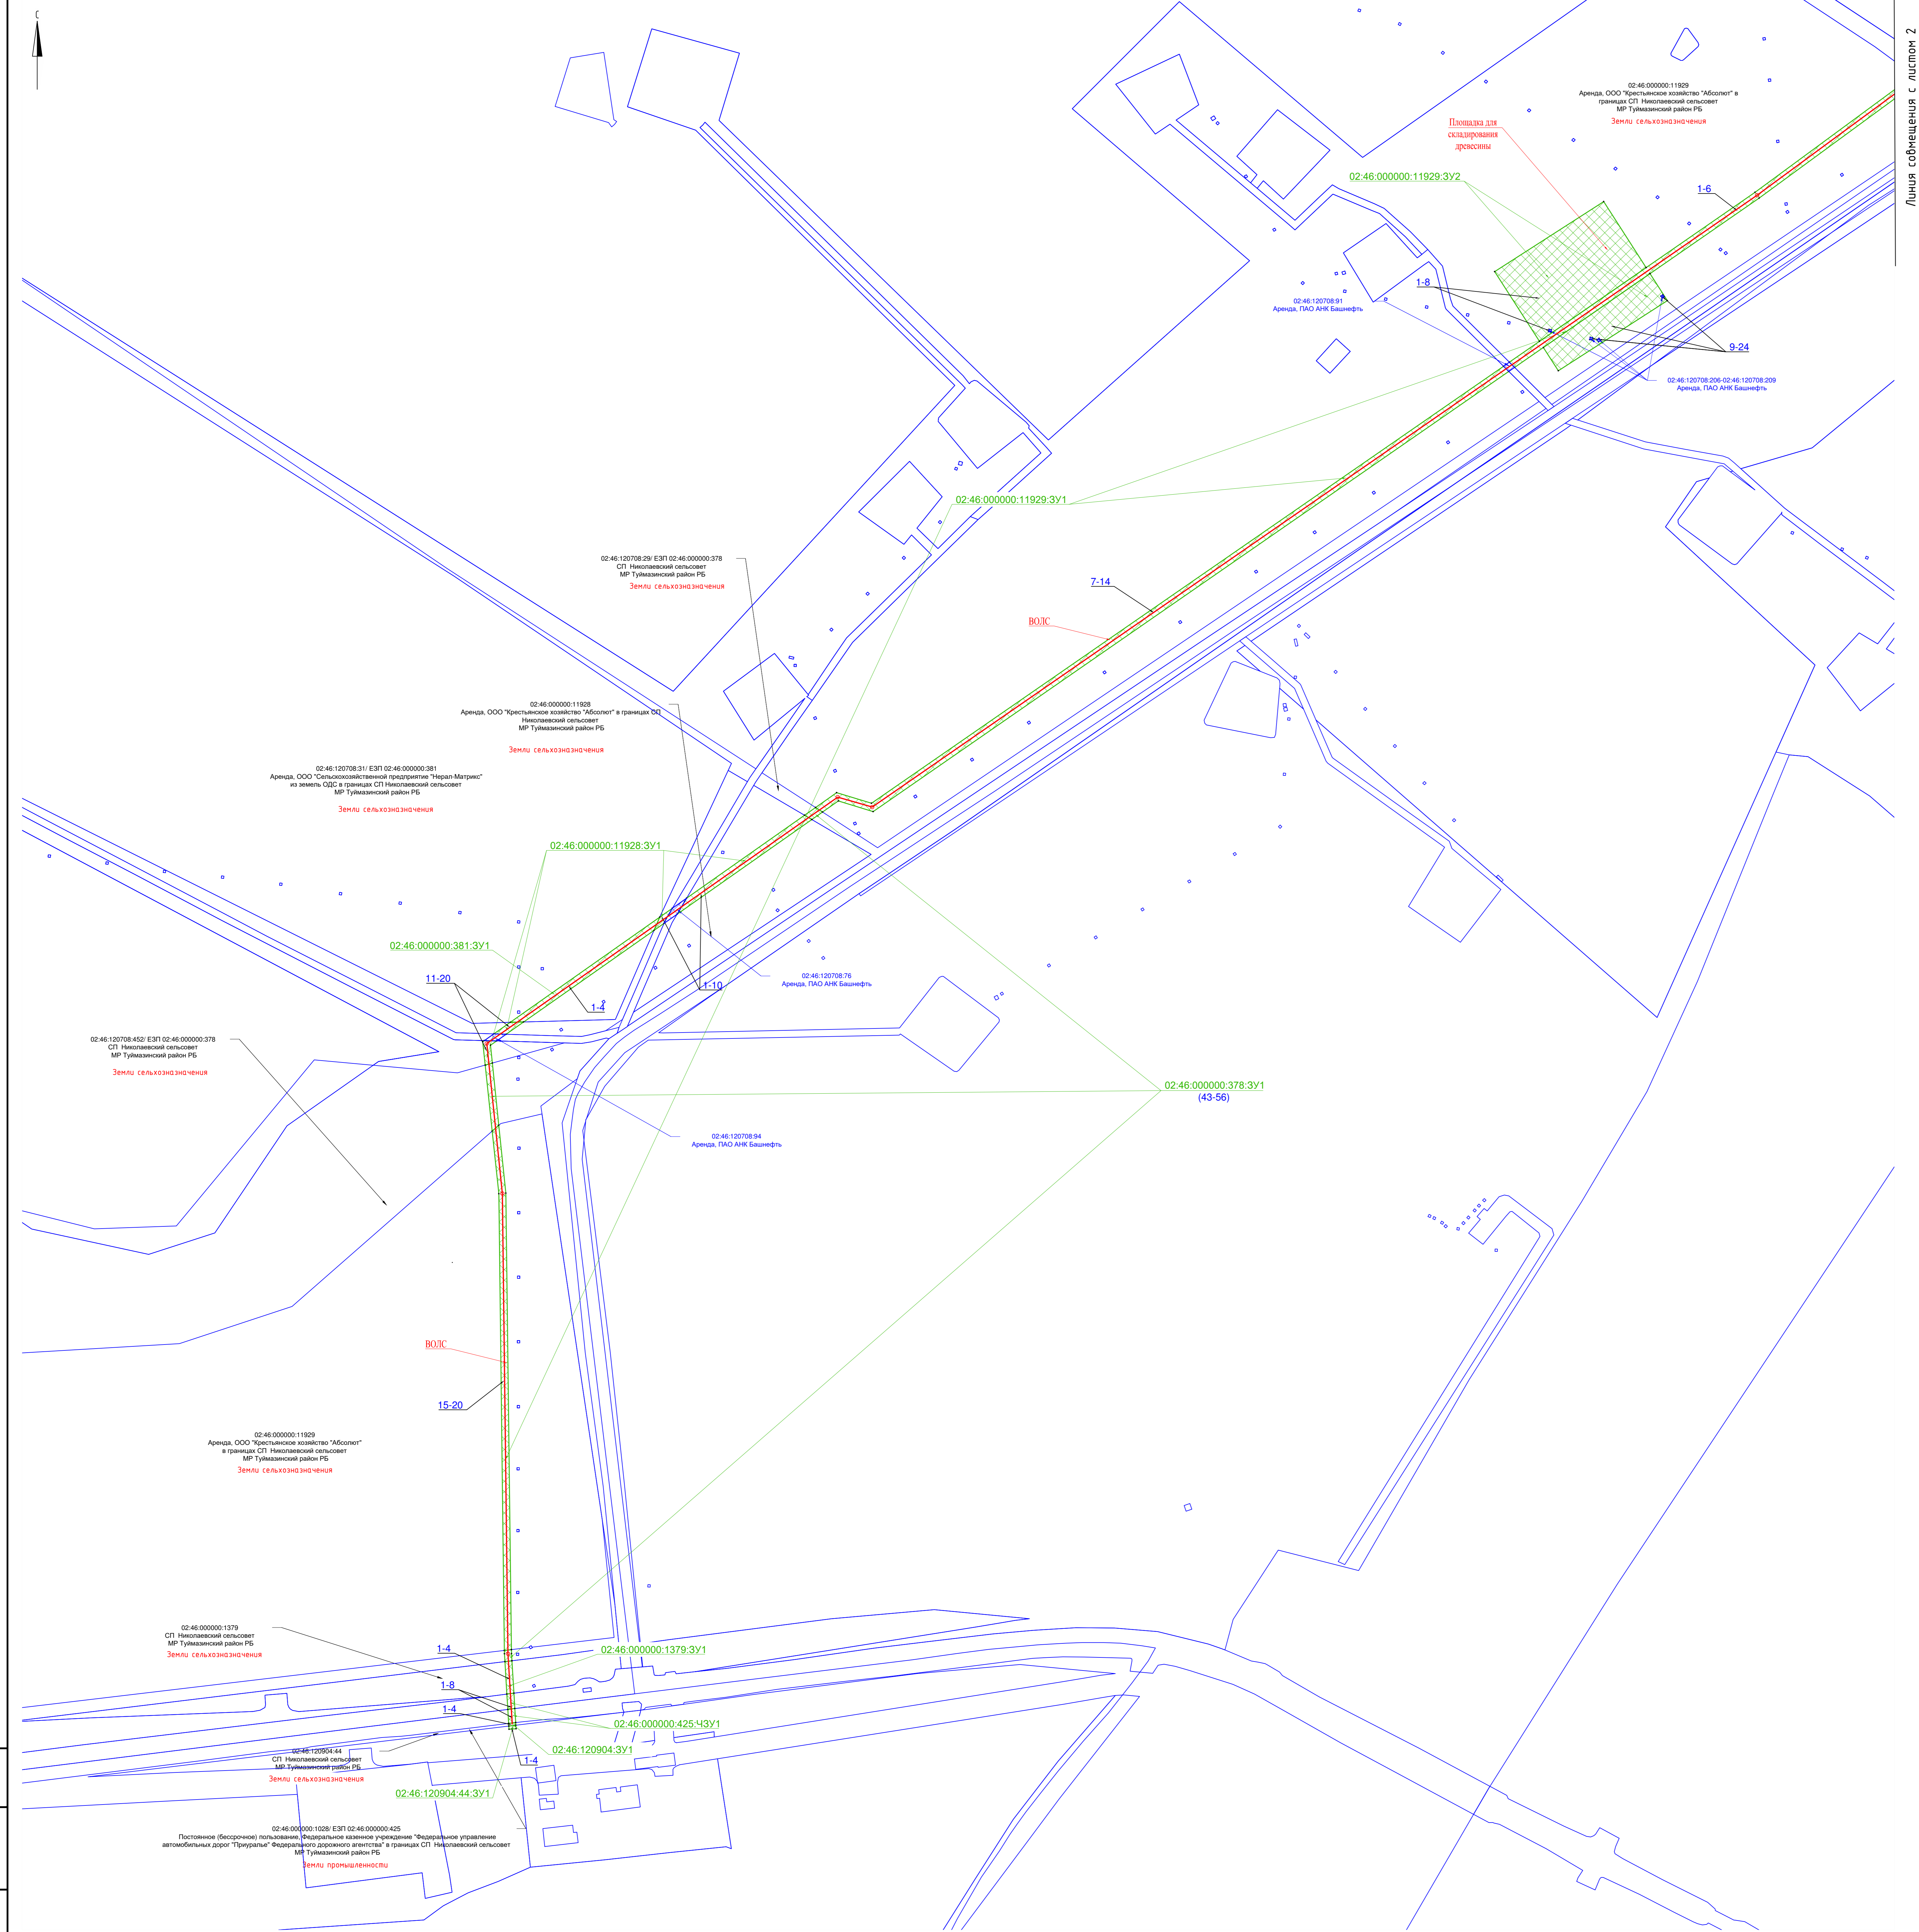 С
Линия совмещения с листом 2
02:46:000000:11929
Аренда, ООО "Крестьянское хозяйство "Абсолют" в
границах СП Николаевский сельсовет
МР Туймазинский район РБ
Земли сельхозназначения
Площадка для
складирования
древесины
02:46:000000:11929:ЗУ2
1-6
1-8
02:46:120708:91
Аренда, ПАО АНК Башнефть
9-24
02:46:120708:206-02:46:120708:209
Аренда, ПАО АНК Башнефть
02:46:000000:11929:ЗУ1
02:46:120708:29/ ЕЗП 02:46:000000:378
СП Николаевский сельсовет
МР Туймазинский район РБ
Земли сельхозназначения
7-14
ВОЛС
02:46:000000:11928
Аренда, ООО "Крестьянское хозяйство "Абсолют" в границах СП
Николаевский сельсовет
МР Туймазинский район РБ
Земли сельхозназначения
02:46:120708:31/ ЕЗП 02:46:000000:381
Аренда, ООО "Сельскохозяйственной предприятие "Нерал-Матрикс"
из земель ОДС в границах СП Николаевский сельсовет
МР Туймазинский район РБ
Земли сельхозназначения
02:46:000000:11928:ЗУ1
02:46:000000:381:ЗУ1
11-20
02:46:120708:76
Аренда, ПАО АНК Башнефть
1-10
1-4
02:46:120708:452/ ЕЗП 02:46:000000:378
СП Николаевский сельсовет
МР Туймазинский район РБ
Земли сельхозназначения
02:46:000000:378:ЗУ1
(43-56)
02:46:120708:94
Аренда, ПАО АНК Башнефть
ВОЛС
15-20
02:46:000000:11929
Аренда, ООО "Крестьянское хозяйство "Абсолют"
в границах СП Николаевский сельсовет
МР Туймазинский район РБ
Земли сельхозназначения
02:46:000000:1379
СП Николаевский сельсовет
МР Туймазинский район РБ
Земли сельхозназначения
1-4
02:46:000000:1379:ЗУ1
1-8
1-4
02:46:000000:425:ЧЗУ1
02:46:120904:ЗУ1
1-4
02:46:120904:44
СП Николаевский сельсовет
МР Туймазинский район РБ
Земли сельхозназначения
02:46:120904:44:ЗУ1
02:46:000000:1028/ ЕЗП 02:46:000000:425
Постоянное (бессрочное) пользование, Федеральное казенное учреждение "Федеральное управление
автомобильных дорог "Приуралье" Федерального дорожного агентства" в границах СП Николаевский сельсовет
МР Туймазинский район РБ
Земли промышленности